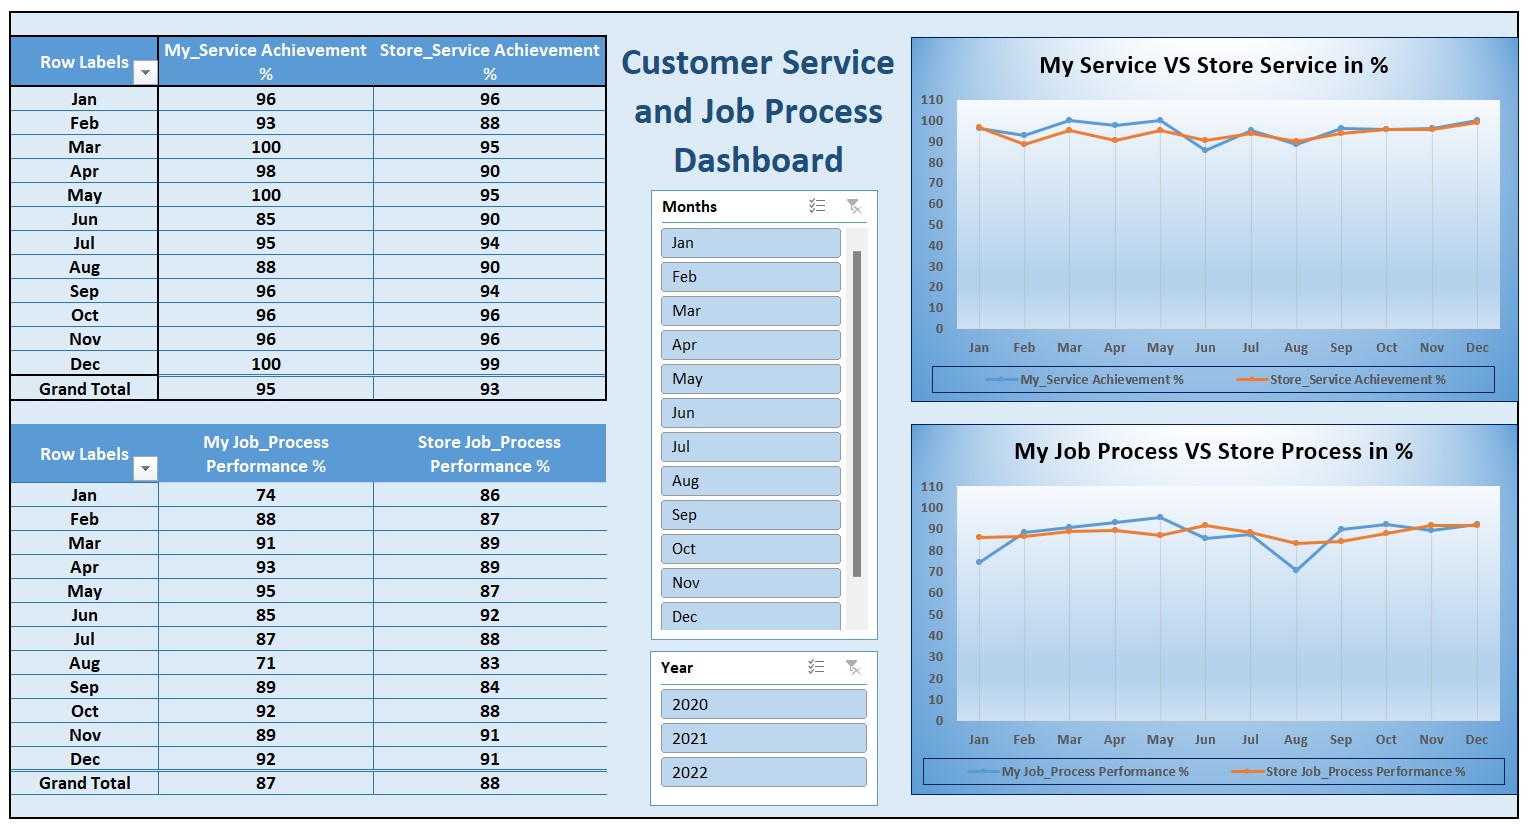 Row Labels
My_Service Achievement %
Store_Service Achievement %
Jan 96 96
Feb 93 88
Mar 100 95
Apr 98 90
May 100 95
Jun 85 90
Jul 95 94
Aug 88 90
Sep 96 94
Oct 96 96
Nov 96 96
Dec 100 99
Grand Total 95 93
Row Labels
My Job_Process
Performance %
Store Job_Process
Performance %
Jan 74 86
Feb 88 87
Mar 91 89
Apr 93 89
May 95 87
Jun 85 92
Jul 87 88
Aug 71 83
Sep 89 84
Oct 92 88
Nov 89 91
Dec 92 91
Grand Total 87 88
Customer Service
and Job Process
Dashboard
Months
Jan
Feb
Mar
Apr
May
Jun
Jul
Aug
Sep
Oct
Nov
Dec
Year
2020
2021
2022
My Service VS Store Service in %
110
100
90
80
70
60
50
40
30
20
10
0
Jan Feb Mar Apr May Jun Jul Aug Sep Oct Nov Dec
My_Service Achievement % Store_Service Achievement %
My Job Process VS Store Process in %
110
100
90
80
70
60
50
40
30
20
10
0
Jan Feb Mar Apr May Jun Jul Aug Sep Oct Nov Dec
My Job_Process Performance % Store Job_Process Performance %